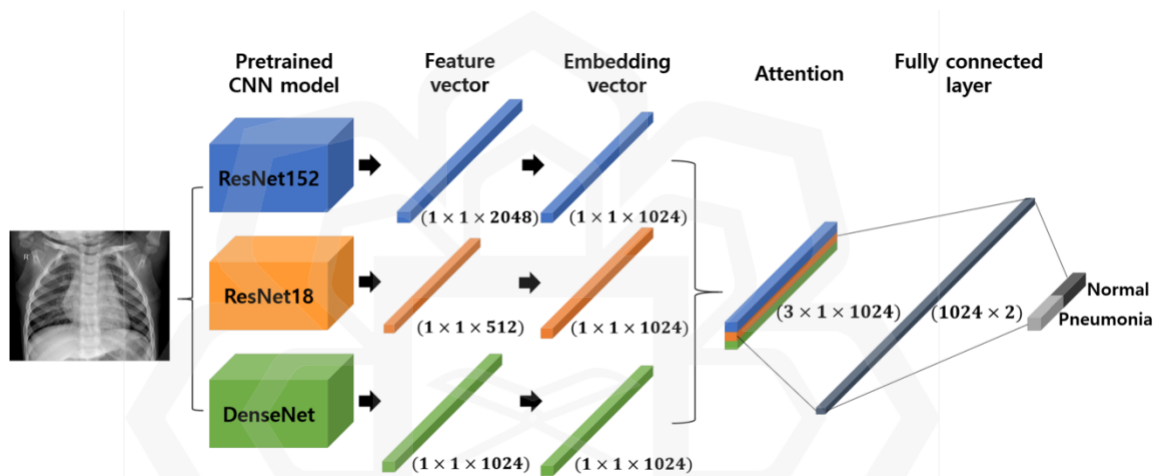 Pretrained
CNN model
Feature
vector
Embedding
vector
Attention
Fully connected
layer
ResNet152
(1 × 1 × 2048)
(1 × 1 × 1024)
ResNet18
(1 × 1 × 512)
(1 × 1 × 1024)
DenseNet
(1 × 1 × 1024)
(1 × 1 × 1024)
(3 × 1 × 1024)
(1024 × 2)
Normal
Pneumonia